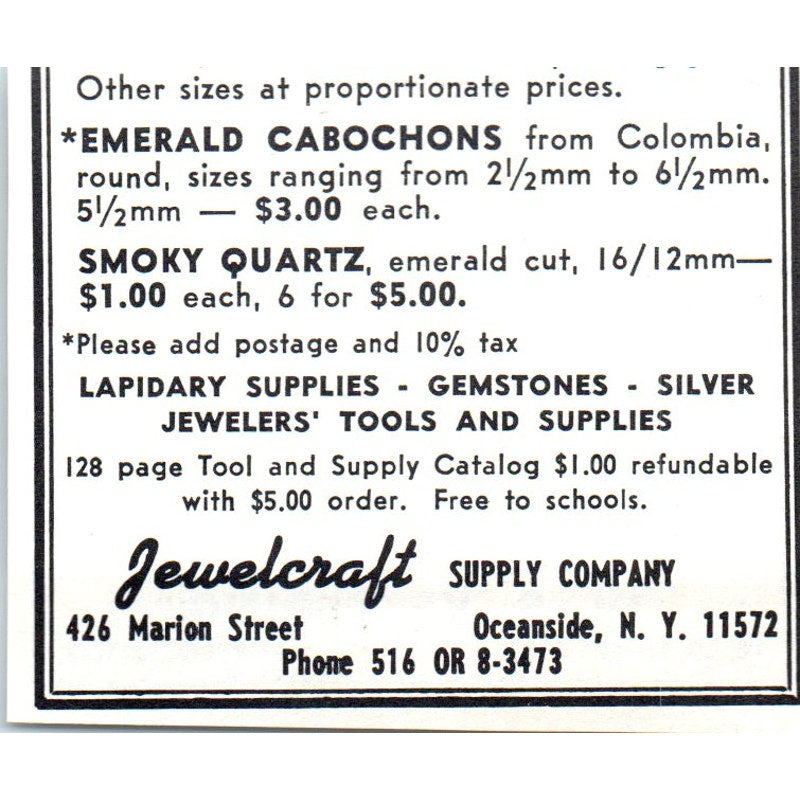 Other sizes at proportionate prices.
*EMERALD CABOCHONS from Colombia,
round, sizes ranging from 2½mm to 6½mm.
5½mm — $3.00 each.
SMOKY QUARTZ, emerald cut, 16/12mm—
$1.00 each, 6 for $5.00.
*Please add postage and 10% tax
LAPIDARY SUPPLIES - GEMSTONES - SILVER
JEWELERS' TOOLS AND SUPPLIES
128 page Tool and Supply Catalog $1.00 refundable
with $5.00 order. Free to schools.
Jewelcraft SUPPLY COMPANY
426 Marion Street Oceanside, N. Y. 11572
Phone 516 OR 8-3473